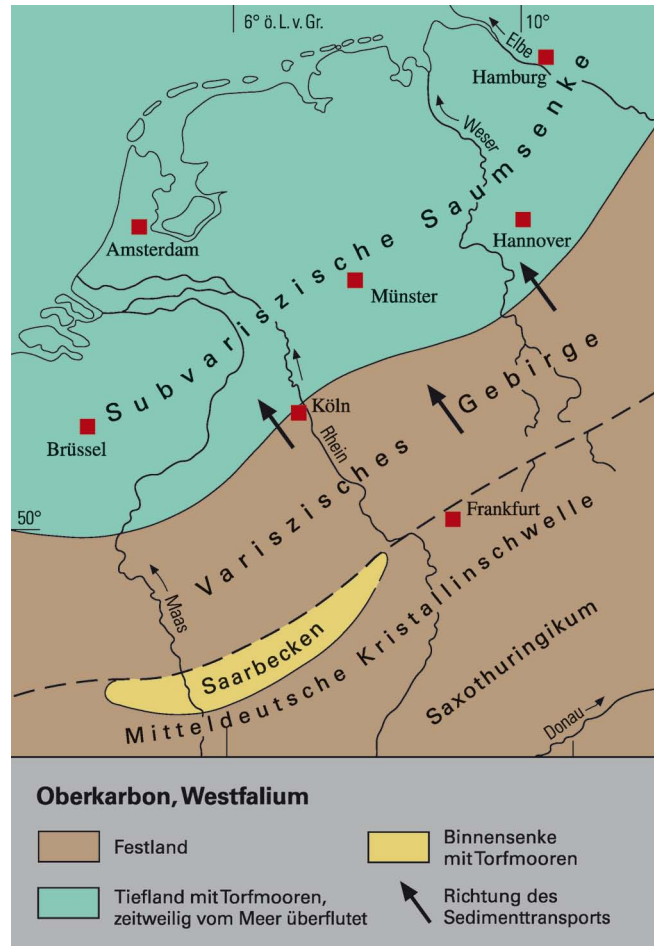 6° ö. L. v. Gr.
10°
Elbe
Hamburg
Weser
Subvariszische Saumsenke
Amsterdam
Hannover
Münster
Köln
Brüssel
Rhein
Variszisches Gebirge
50°
Frankfurt
Maas
Saarbecken
Mitteldeutsche Kristallinschwelle
Saxothuringikum
Donau
Oberkarbon, Westfalium
Festland
Tiefland mit Torfmooren,
zeitweilig vom Meer überflutet
Binnensenke
mit Torfmooren
Richtung des
Sedimenttransports